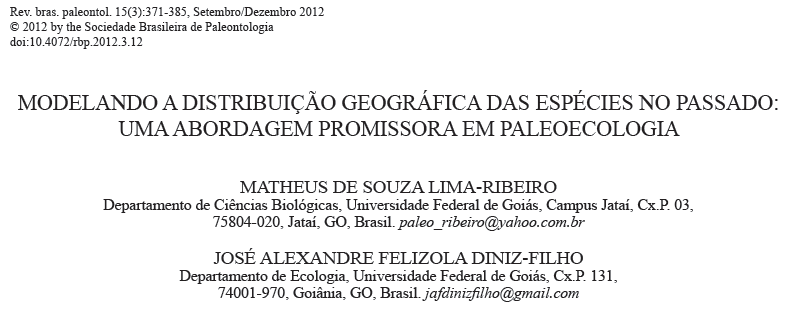 Rev. bras. paleontol. 15(3):371-385, Setembro/Dezembro 2012
© 2012 by the Sociedade Brasileira de Paleontologia
doi:10.4072/rbp.2012.3.12
MODELANDO A DISTRIBUIÇÃO GEOGRÁFICA DAS ESPÉCIES NO PASSADO:
UMA ABORDAGEM PROMISSORA EM PALEOECOLOGIA
MATHEUS DE SOUZA LIMA-RIBEIRO
Departamento de Ciências Biológicas, Universidade Federal de Goiás, Campus Jataí, Cx.P. 03,
75804-020, Jataí, GO, Brasil. paleo_ribeiro@yahoo.com.br
JOSÉ ALEXANDRE FELIZOLA DINIZ-FILHO
Departamento de Ecologia, Universidade Federal de Goiás, Cx.P. 131,
74001-970, Goiânia, GO, Brasil. jafdinizfilho@gmail.com